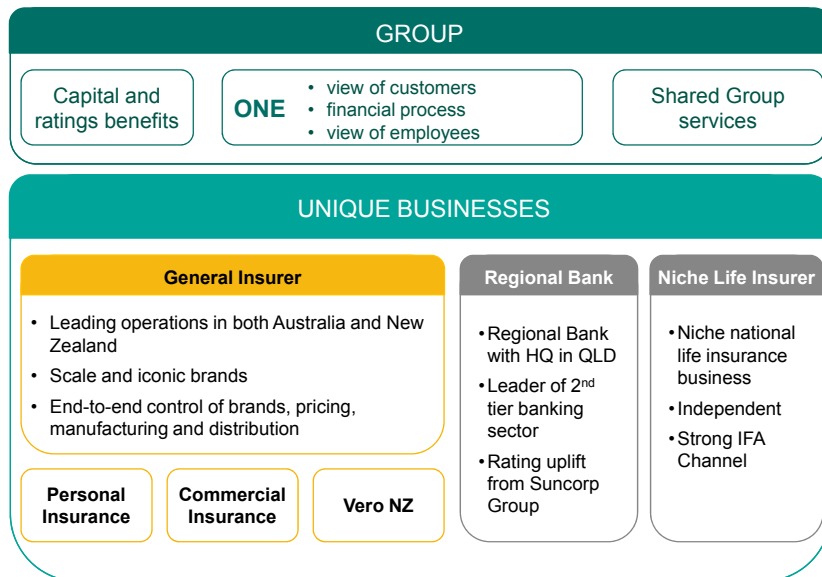 GROUP
Capital and
ratings benefits
ONE
• view of customers
• financial process
• view of employees
Shared Group
services
UNIQUE BUSINESSES
General Insurer
• Leading operations in both Australia and New
Zealand
• Scale and iconic brands
• End-to-end control of brands, pricing,
manufacturing and distribution
Personal
Insurance
Commercial
Insurance
Vero NZ
Regional Bank
• Regional Bank
with HQ in QLD
• Leader of 2nd
tier banking
sector
• Rating uplift
from Suncorp
Group
Niche Life Insurer
• Niche national
life insurance
business
• Independent
• Strong IFA
Channel